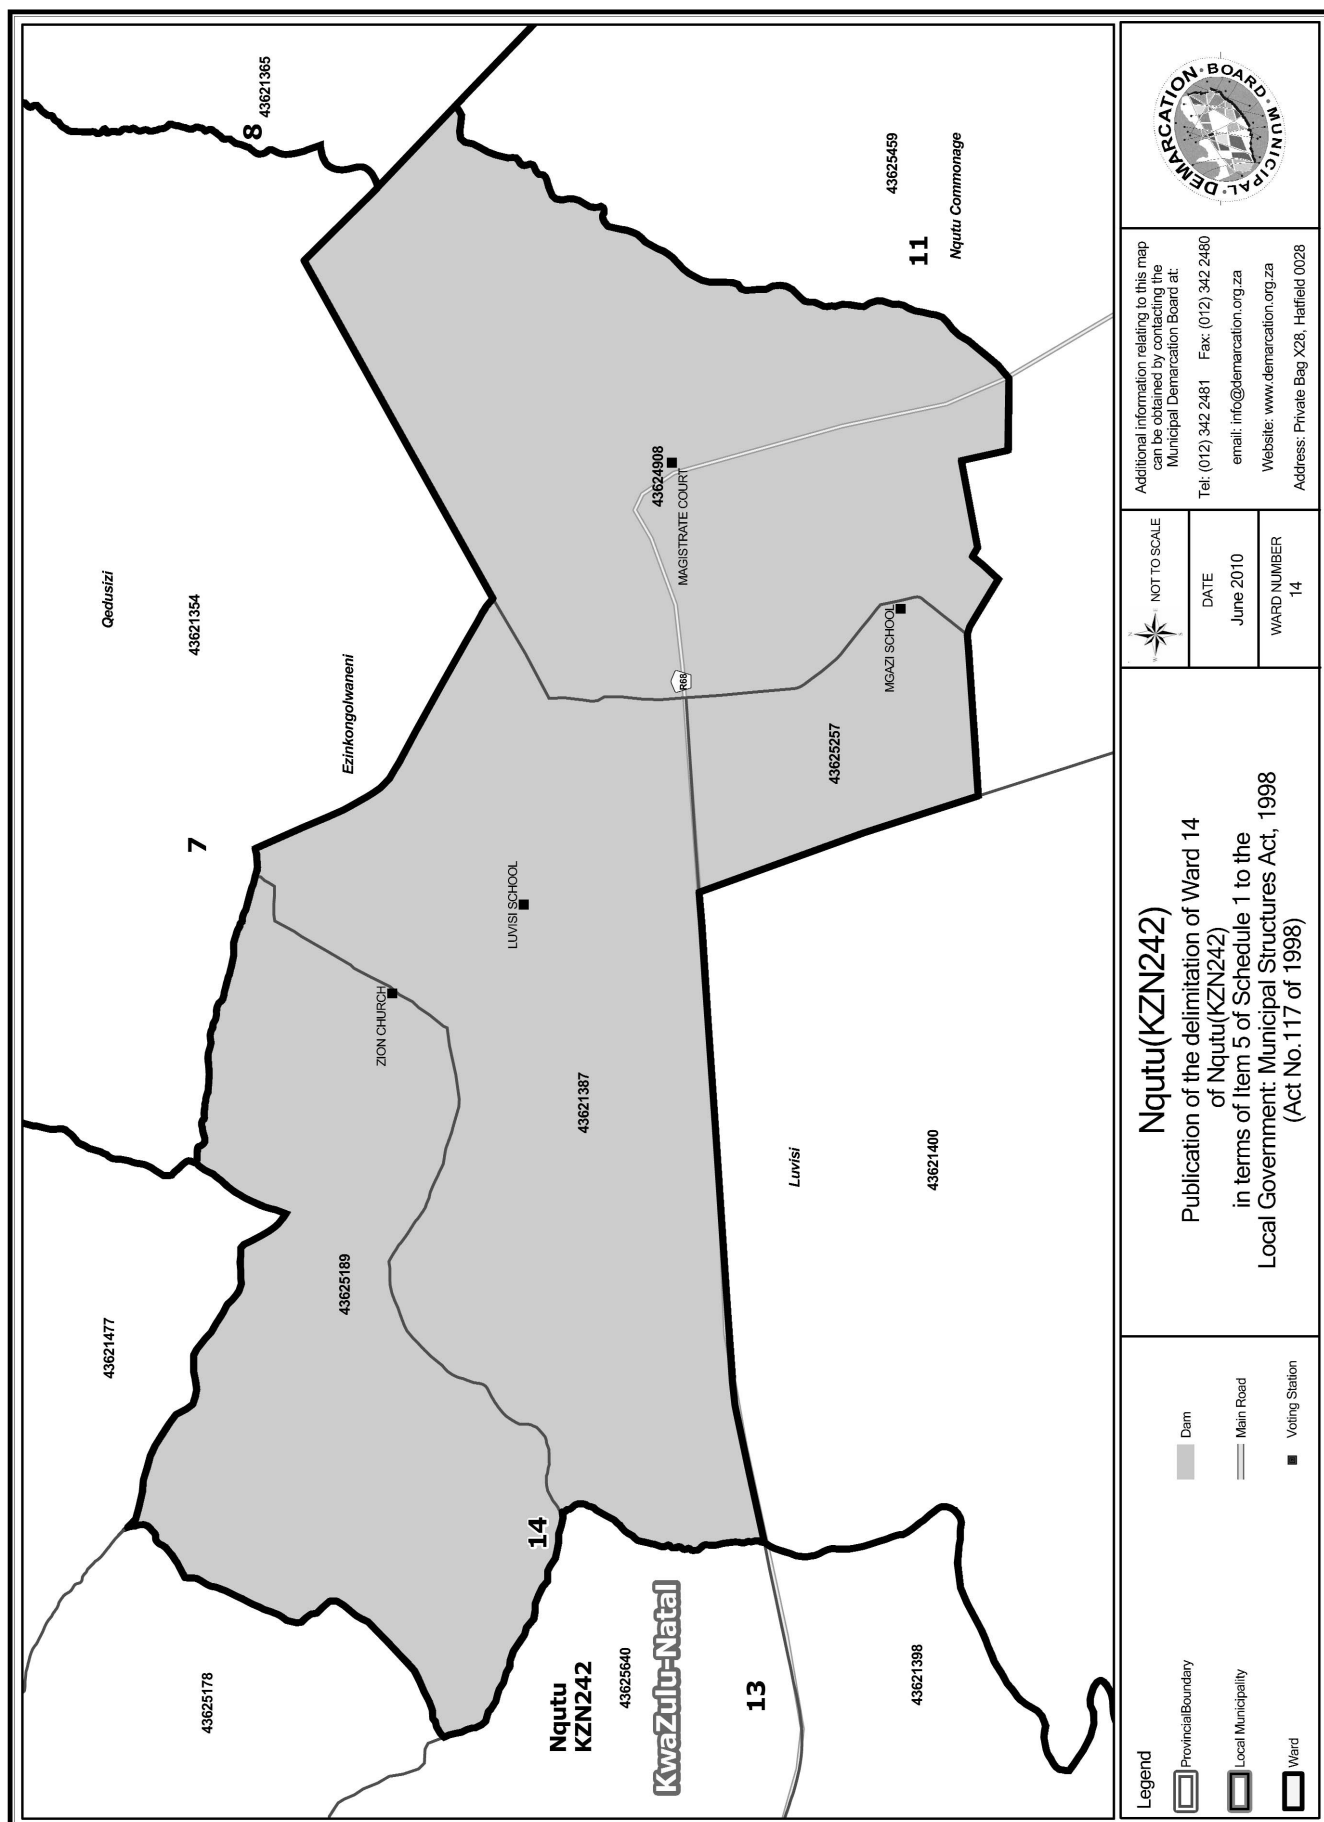 8
43621365
Qedusizi
43621354
Ezinkongolwaneni
7
43621477
43625178
43625459
11
Nqutu Commonage
43624908
MAGISTRATE COURT
MGAZI SCHOOL
R68
43625257
LUVISI SCHOOL
ZION CHURCH
43621387
43625189
14
Luvisi
43621400
Nqutu
KZN242
43625640
KwaZulu-Natal
13
43621398
Legend
ProvincialBoundary
Local Municipality
Ward
Dam
Main Road
Voting Station
Nqutu(KZN242)
Publication of the delimitation of Ward 14
of Nqutu(KZN242)
in terms of Item 5 of Schedule 1 to the
Local Government: Municipal Structures Act, 1998
(Act No.117 of 1998)
N
W
E
S
NOT TO SCALE
DATE
June 2010
WARD NUMBER
14
Additional information relating to this map
can be obtained by contacting the
Municipal Demarcation Board at:
Tel: (012) 342 2481 Fax: (012) 342 2480
email: info@demarcation.org.za
Website: www.demarcation.org.za
Address: Private Bag X28, Hatfield 0028
MUNICIPAL · DEMARCATION · BOARD ·